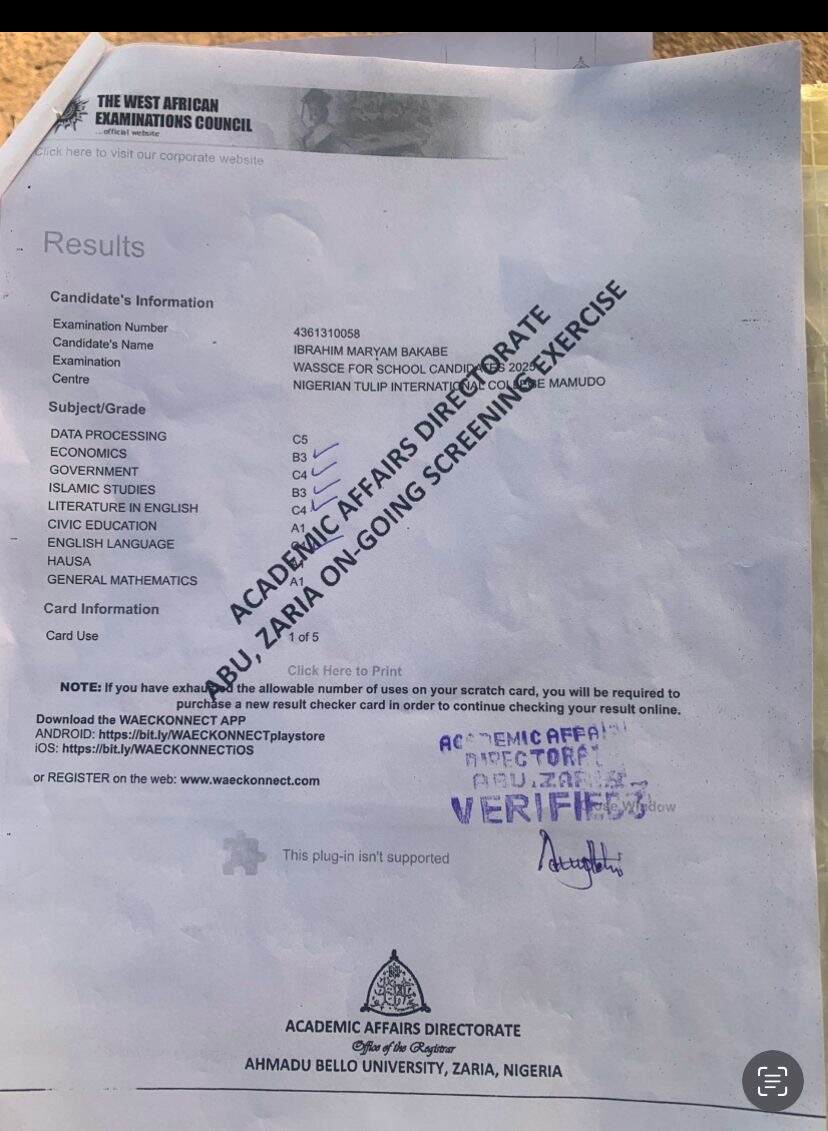 THE WEST AFRICAN
EXAMINATIONS COUNCIL
...official website
Click here to visit our corporate website
Results
Candidate's Information
Examination Number 4361310058
Candidate's Name IBRAHIM MARYAM BAKABE
Examination WASSCE FOR SCHOOL CANDIDATES 2025
Centre NIGERIAN TULIP INTERNATIONAL COLLEGE MAMUDO
Subject/Grade
DATA PROCESSING C5
ECONOMICS B3
GOVERNMENT C4
ISLAMIC STUDIES B3
LITERATURE IN ENGLISH C4
CIVIC EDUCATION A1
ENGLISH LANGUAGE
HAUSA
GENERAL MATHEMATICS A1
Card Information
Card Use 1 of 5
ACADEMIC AFFAIRS DIRECTORATE
ABU, ZARIA ON-GOING SCREENING EXERCISE
Click Here to Print
NOTE: If you have exhausted the allowable number of uses on your scratch card, you will be required to
purchase a new result checker card in order to continue checking your result online.
Download the WAECKONNECT APP
ANDROID: https://bit.ly/WAECKONNECTplaystore
iOS: https://bit.ly/WAECKONNECTiOS
or REGISTER on the web: www.waeckonnect.com
ACADEMIC AFFAI
DIRECTORAT
ABU, ZARIA
VERIFIED
Window
This plug-in isn't supported
ACADEMIC AFFAIRS DIRECTORATE
Office of the Registrar
AHMADU BELLO UNIVERSITY, ZARIA, NIGERIA